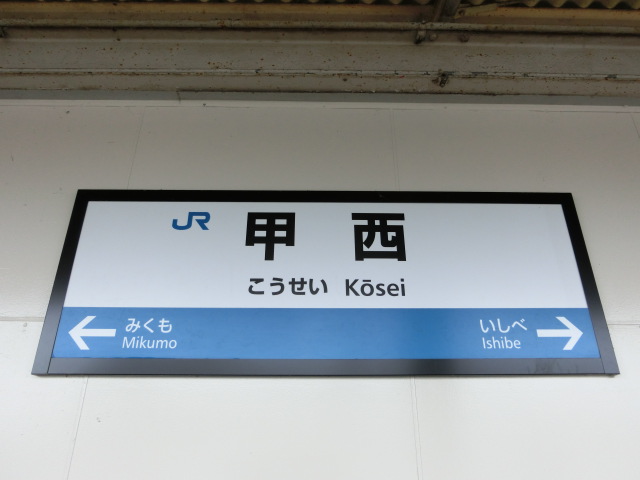 JR 甲西
こうせい Kōsei
← みくも いしべ →
Mikumo Ishibe